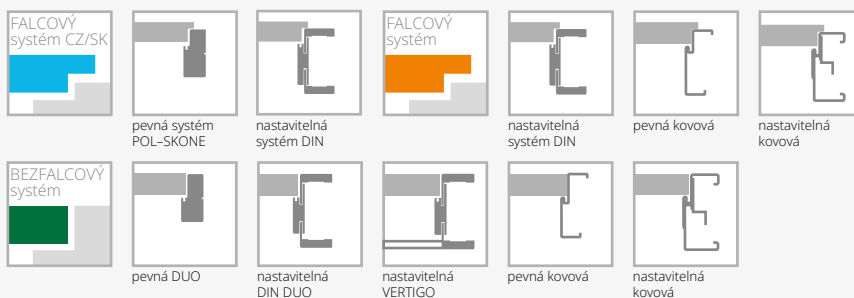 FALCOVÝ
systém CZ/SK
pevná systém
POL–SKONE
nastavitelná
systém DIN
FALCOVÝ
systém
nastavitelná
systém DIN
pevná kovová
nastavitelná
kovová
BEZFALCOVÝ
systém
pevná DUO
nastavitelná
DIN DUO
nastavitelná
VERTIGO
pevná kovová
nastavitelná
kovová